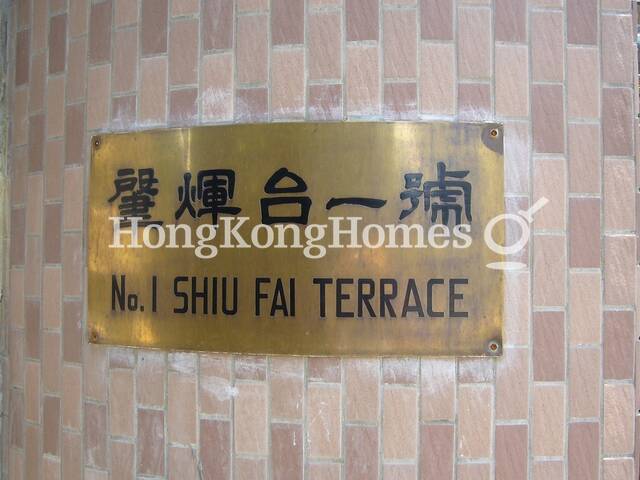 肇輝台一號
HongKongHomes
No.1 SHIU FAI TERRACE